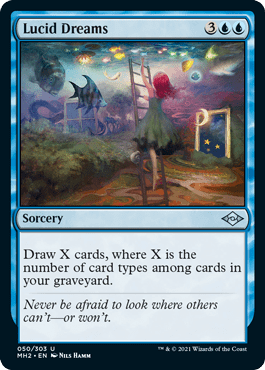 Lucid Dreams 3
Sorcery
Draw X cards, where X is the
number of card types among cards in
your graveyard.
Never be afraid to look where others
can't—or won't.
050/303 U
MH2 • EN Nils Hamm
™ & © 2021 Wizards of the Coast